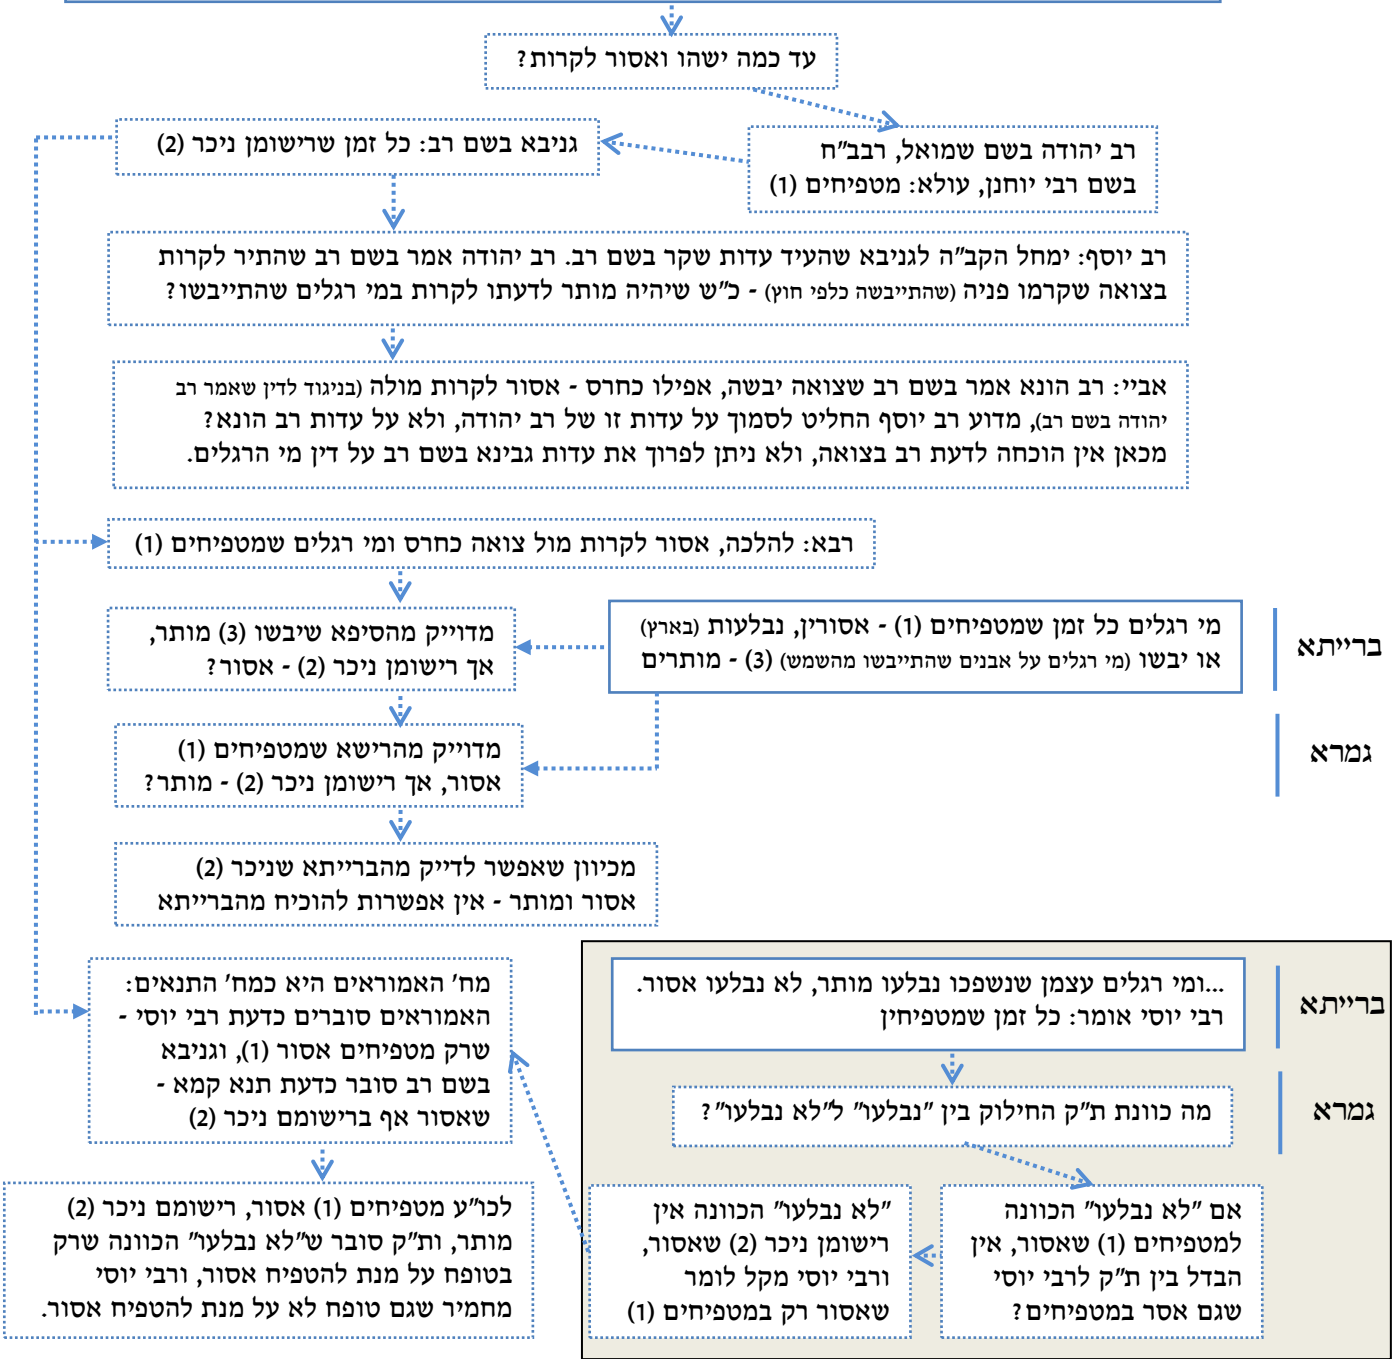 עד כמה ישהו ואסור לקרות?
רב יהודה בשם שמואל, רבב"ח
בשם רבי יוחנן, עולא: מטפיחים (1)
גניבא בשם רב: כל זמן שרישומן ניכר (2)
רב יוסף: ימחל הקב"ה לגניבא שהעיד עדות שקר בשם רב. רב יהודה אמר בשם רב שהתיר לקרות
בצואה שקרמו פניה (שהתייבשה כלפי חוץ) - כ"ש שיהיה מותר לדעתו לקרות במי רגלים שהתייבשו?
אביי: רב הונא אמר בשם רב שצואה יבשה, אפילו כחרס - אסור לקרות מולה (בניגוד לדין שאמר רב
יהודה בשם רב), מדוע רב יוסף החליט לסמוך על עדות זו של רב יהודה, ולא על עדות רב הונא?
מכאן אין הוכחה לדעת רב בצואה, ולא ניתן לפרוך את עדות גבינא בשם רב על דין מי הרגלים.
רבא: להלכה, אסור לקרות מול צואה כחרס ומי רגלים שמטפיחים (1)
ברייתא
מי רגלים כל זמן שמטפיחים (1) - אסורין, נבלעות (בארץ)
או יבשו (מי רגלים על אבנים שהתייבשו מהשמש) (3) - מותרים
מדוייק מהסיפא שיבשו (3) מותר,
אך רישומן ניכר (2) - אסור?
גמרא
מדוייק מהרישא שמטפיחים (1)
אסור, אך רישומן ניכר (2) - מותר?
מכיוון שאפשר לדייק מהברייתא שניכר (2)
אסור ומותר - אין אפשרות להוכיח מהברייתא
ברייתא
...ומי רגלים עצמן שנשפכו נבלעו מותר, לא נבלעו אסור.
רבי יוסי אומר: כל זמן שמטפיחין
גמרא
מה כוונת ת"ק החילוק בין "נבלעו" ל"לא נבלעו"?
אם "לא נבלעו" הכוונה
למטפיחים (1) שאסור, אין
הבדל בין ת"ק לרבי יוסי
שגם אסר במטפיחים?
"לא נבלעו" הכוונה אין
רישומן ניכר (2) שאסור,
ורבי יוסי מקל לומר
שאסור רק במטפיחים (1)
מח' האמוראים היא כמח' התנאים:
האמוראים סוברים כדעת רבי יוסי -
שרק מטפיחים אסור (1), וגניבא
בשם רב סובר כדעת תנא קמא -
שאסור אף ברישומם ניכר (2)
לכו"ע מטפיחים (1) אסור, רישומם ניכר (2)
מותר, ות"ק סובר ש"לא נבלעו" הכוונה שרק
בטופח על מנת להטפיח אסור, ורבי יוסי
מחמיר שגם טופח לא על מנת להטפיח אסור.